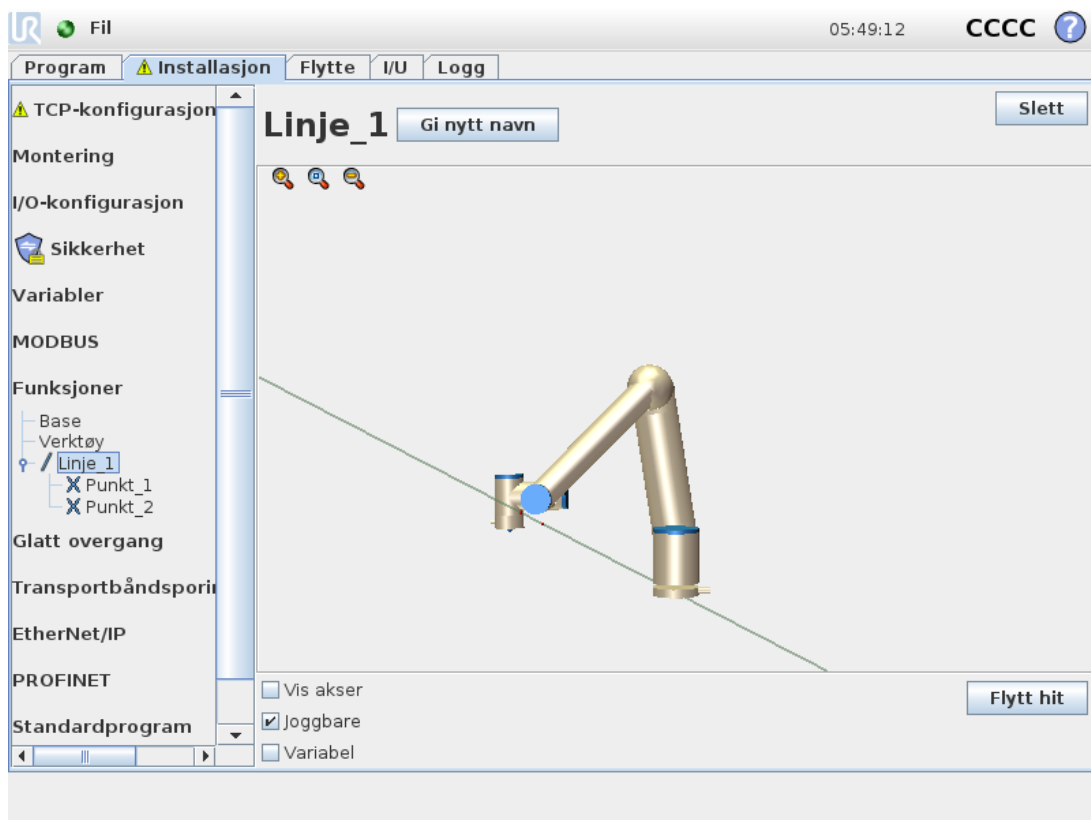 UR Fil 05:49:12 CCCC ?
Program Installasjon Flytte I/U Logg
TCP-konfigurasjon
Montering
I/O-konfigurasjon
Sikkerhet
Variabler
MODBUS
Funksjoner
Base
Verktøy
Linje_1
Punkt_1
Punkt_2
Glatt overgang
Transportbåndsporin
EtherNet/IP
PROFINET
Standardprogram
Linje_1 Gi nytt navn Slett
Vis akser
Joggbare
Variabel
Flytt hit